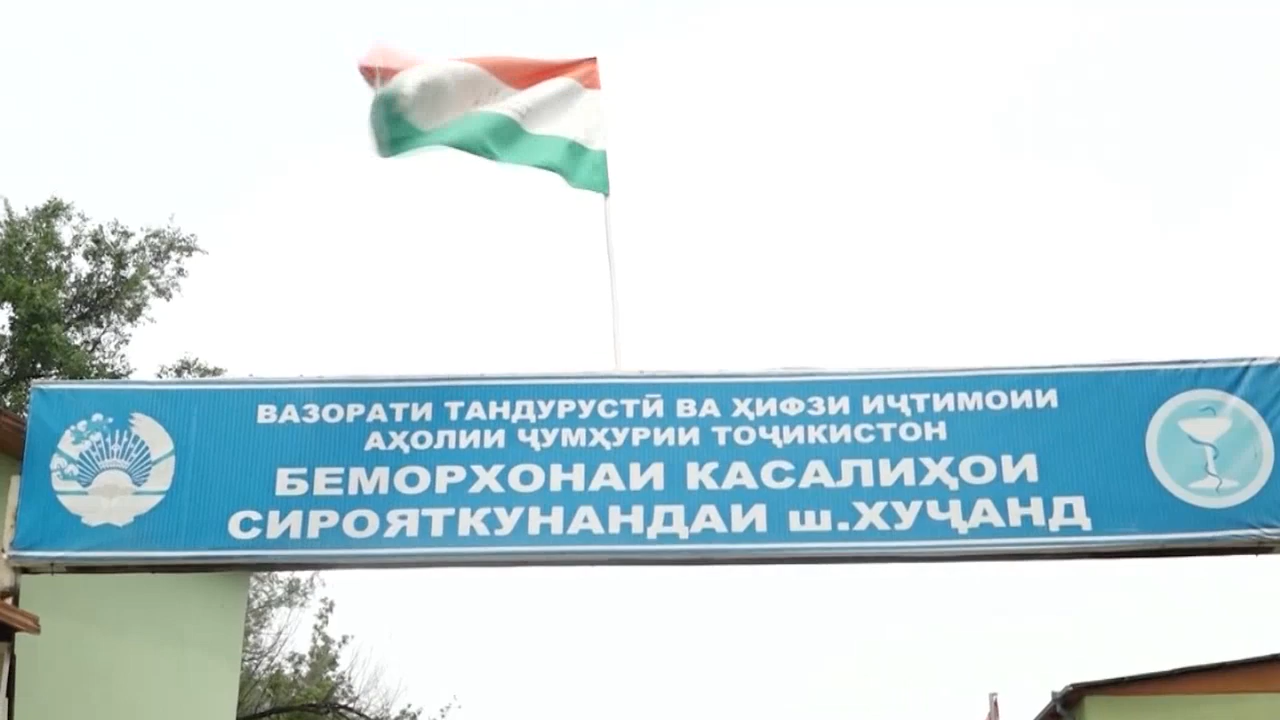 ВАЗОРАТИ ТАНДУРУСТӢ ВА ҲИФЗИ ИҶТИМОИИ
АҲОЛИИ ҶУМҲУРИИ ТОҶИКИСТОН
БЕМОРХОНАИ КАСАЛИҲОИ
СИРОЯТКУНАНДАИ ш.ХУҶАНД